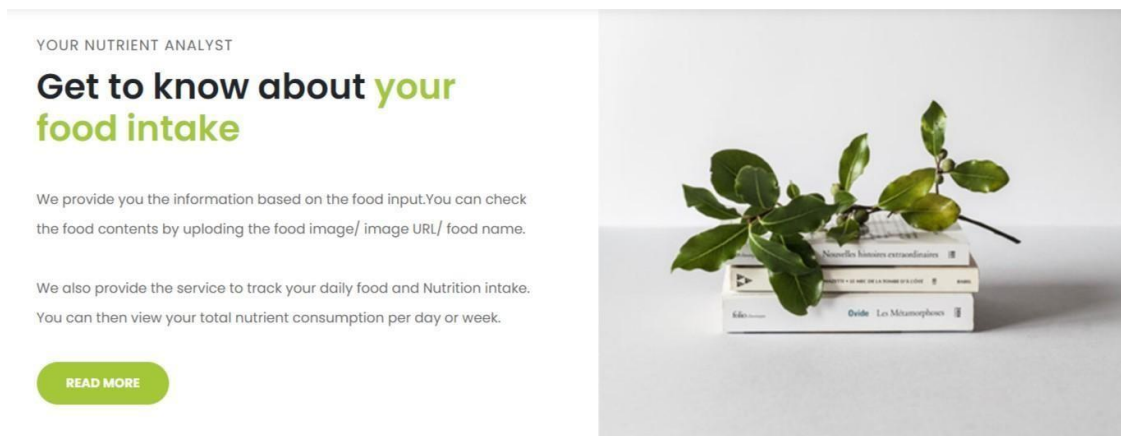 YOUR NUTRIENT ANALYST
Get to know about your
food intake
We provide you the information based on the food input.You can check
the food contents by uploding the food image/ image URL/ food name.
We also provide the service to track your daily food and Nutrition intake.
You can then view your total nutrient consumption per day or week.
READ MORE
Nouvelles histoires extraordinaires
folio
Ovide Les Métamorphoses